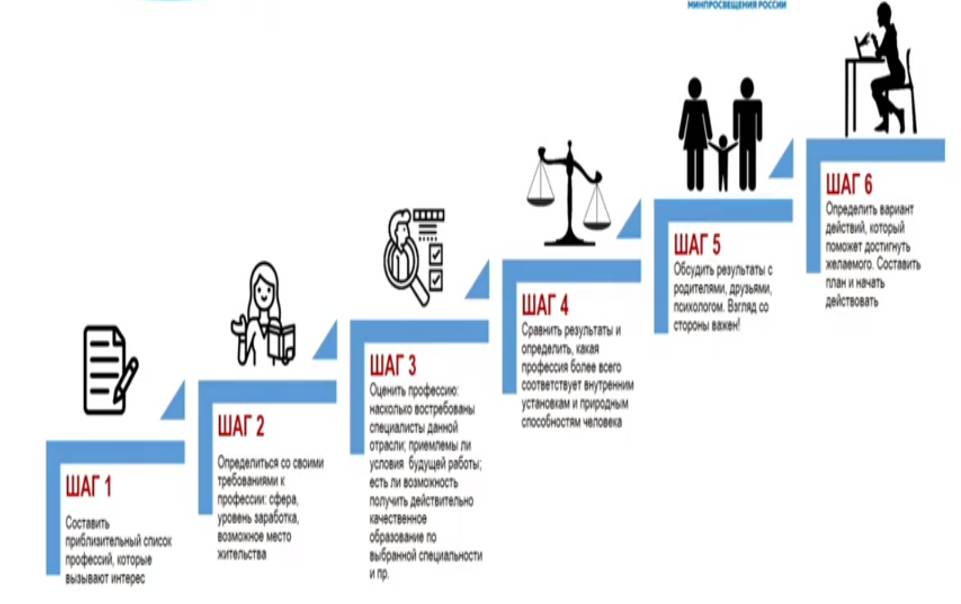 МИНПРОСВЕЩЕНИЯ РОССИИ
ШАГ 1
Составить
приблизительный список
профессий, которые
вызывают интерес
ШАГ 2
Определиться со своими
требованиями к
профессии: сфера,
уровень заработка,
возможное место
жительства
ШАГ 3
Оценить профессию:
насколько востребованы
специалисты данной
отрасли; приемлемы ли
условия будущей работы;
есть ли возможность
получить действительно
качественное
образование по
выбранной специальности
и пр.
ШАГ 4
Сравнить результаты и
определить, какая
профессия более всего
соответствует внутренним
установкам и природным
способностям человека
ШАГ 5
Обсудить результаты с
родителями, друзьями,
психологом. Взгляд со
стороны важен!
ШАГ 6
Определить вариант
действий, который
поможет достигнуть
желаемого. Составить
план и начать
действовать